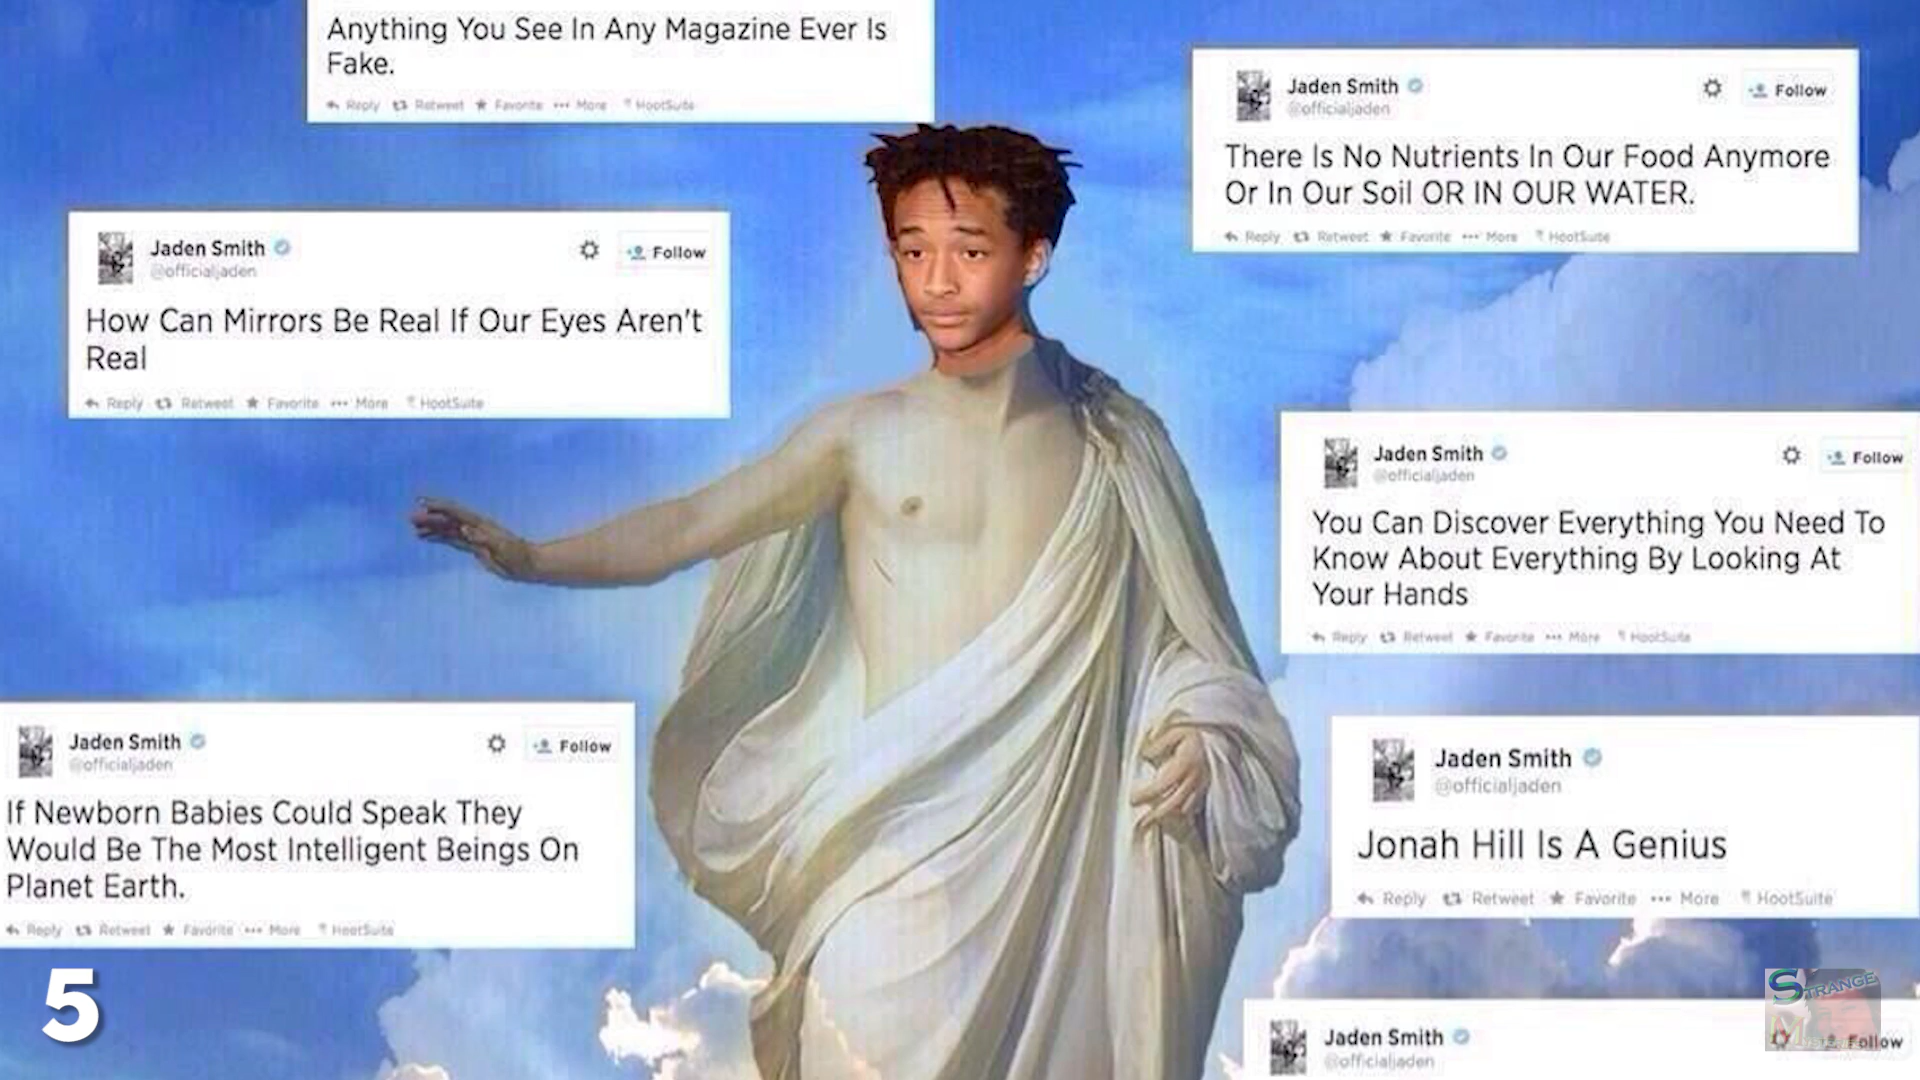 Anything You See In Any Magazine Ever Is
Fake.
Reply Retweet Favorite ••• More HootSuite
Jaden Smith
@officialjaden
Follow
There Is No Nutrients In Our Food Anymore
Or In Our Soil OR IN OUR WATER.
Reply Retweet Favorite ••• More HootSuite
Jaden Smith
@officialjaden
Follow
How Can Mirrors Be Real If Our Eyes Aren't
Real
Reply Retweet Favorite ••• More HootSuite
Jaden Smith
@officialjaden
Follow
You Can Discover Everything You Need To
Know About Everything By Looking At
Your Hands
Reply Retweet Favorite ••• More HootSuite
Jaden Smith
@officialjaden
Follow
If Newborn Babies Could Speak They
Would Be The Most Intelligent Beings On
Planet Earth.
Reply Retweet Favorite ••• More HootSuite
Jaden Smith
@officialjaden
Jonah Hill Is A Genius
Reply Retweet Favorite ••• More HootSuite
5
STRANGE
Jaden Smith
@officialjaden
Follow